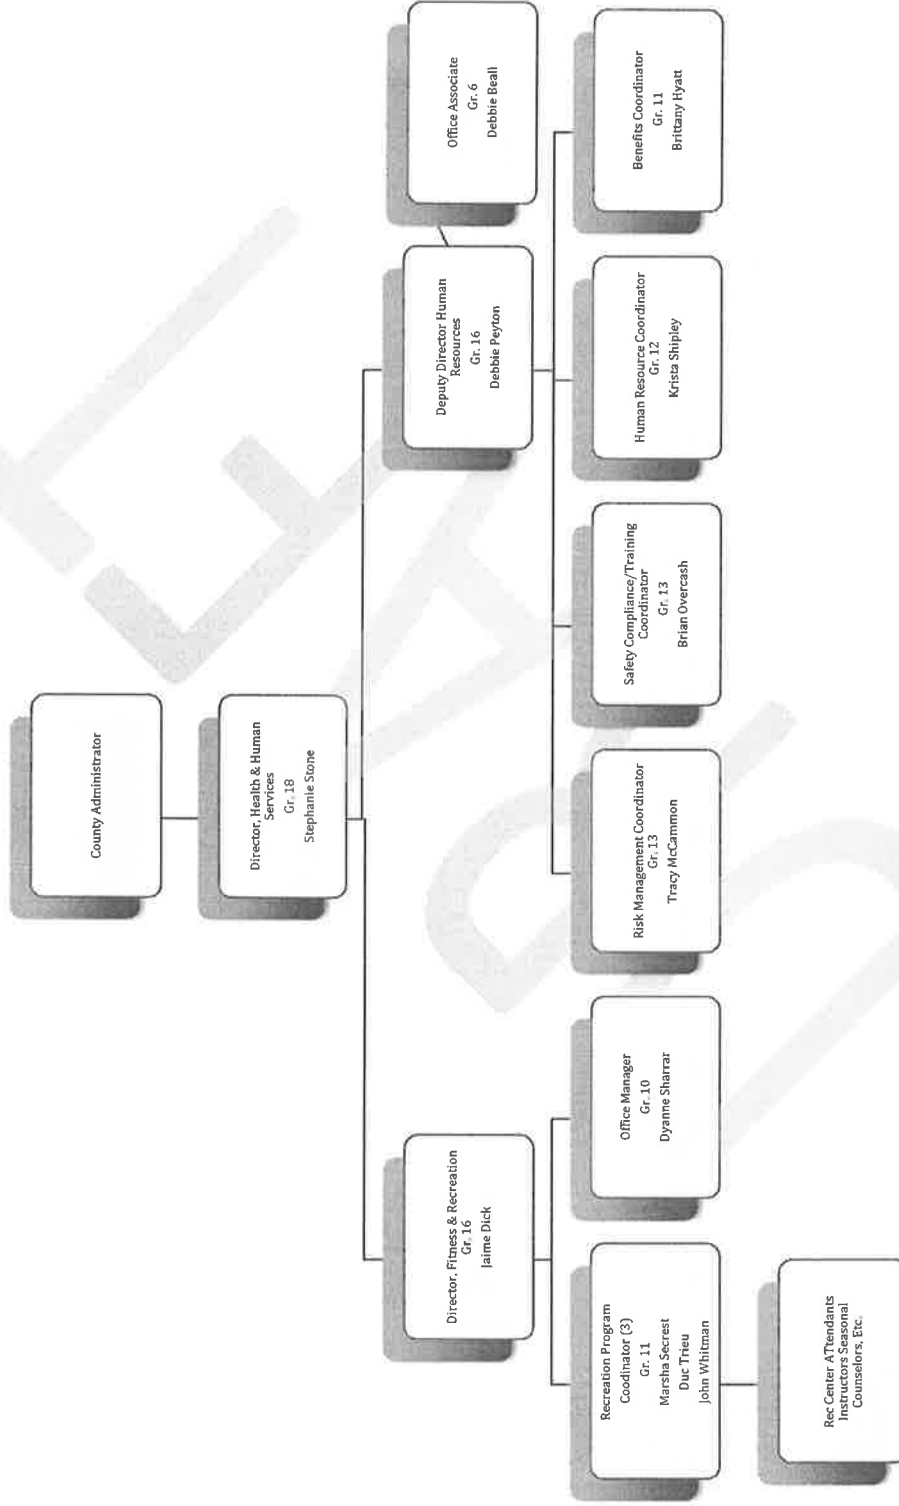 County Administrator
Director, Health & Human
Services
Gr. 18
Stephanie Stone
Director, Fitness & Recreation
Gr. 16
Jaime Dick
Deputy Director Human
Resources
Gr. 16
Debbie Peyton
Office Associate
Gr. 6
Debbie Beall
Recreation Program
Coodinator (3)
Gr. 11
Marsha Secrest
Duc Trieu
John Whitman
Office Manager
Gr. 10
Dyanne Sharrar
Risk Management Coordinator
Gr. 13
Tracy McCammon
Safety Compliance/Training
Coordinator
Gr. 13
Brian Overcash
Human Resource Coordinator
Gr. 12
Krista Shipley
Benefits Coordinator
Gr. 11
Brittany Hyatt
Rec Center ATtendants
Instructors Seasonal
Counselors, Etc.